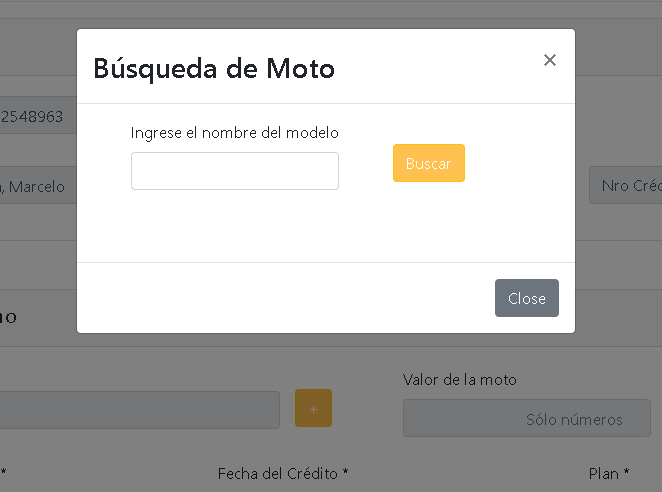 Búsqueda de Moto
×
2548963
Ingrese el nombre del modelo
Buscar
, Marcelo
Nro Créd
Close
no
Valor de la moto
+
Sólo números
*
Fecha del Crédito *
Plan *